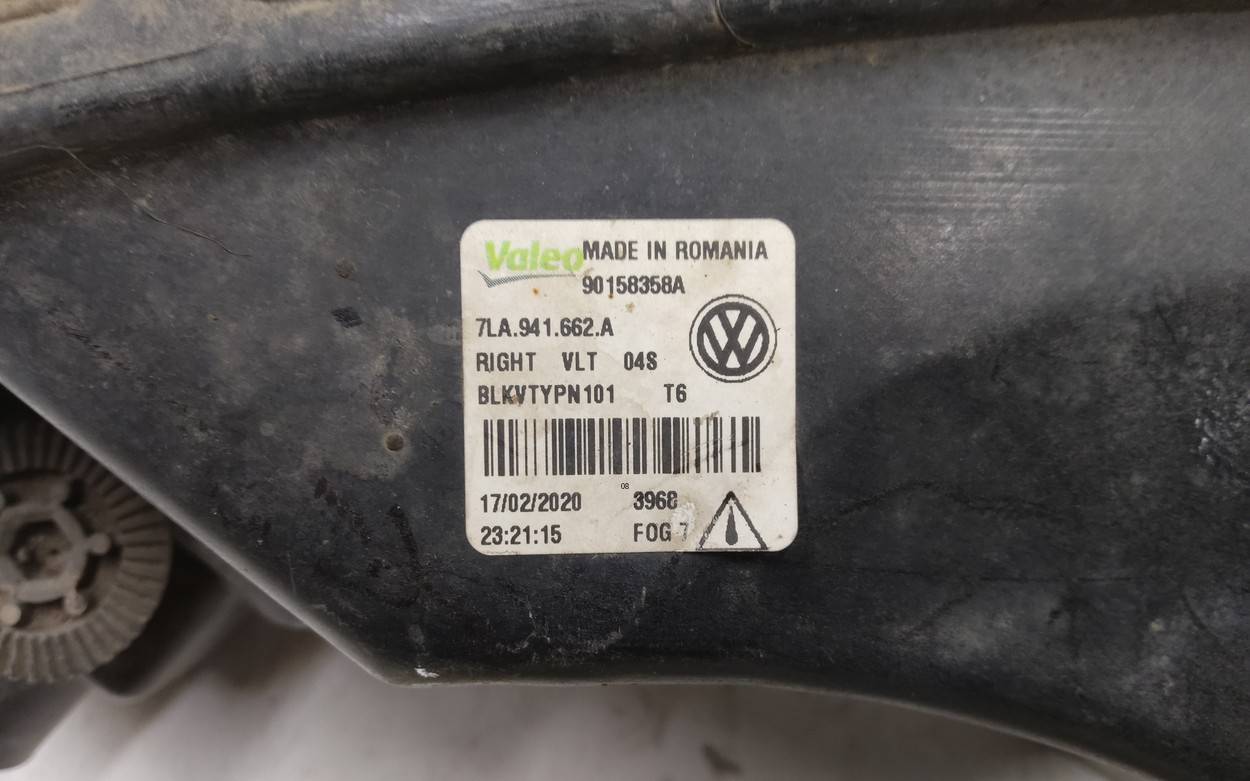 Valeo MADE IN ROMANIA
90158358A
7LA.941.662.A
RIGHT VLT 04S
BLKVTYPN101 T6
08
17/02/2020 3968
23:21:15 FOG 7